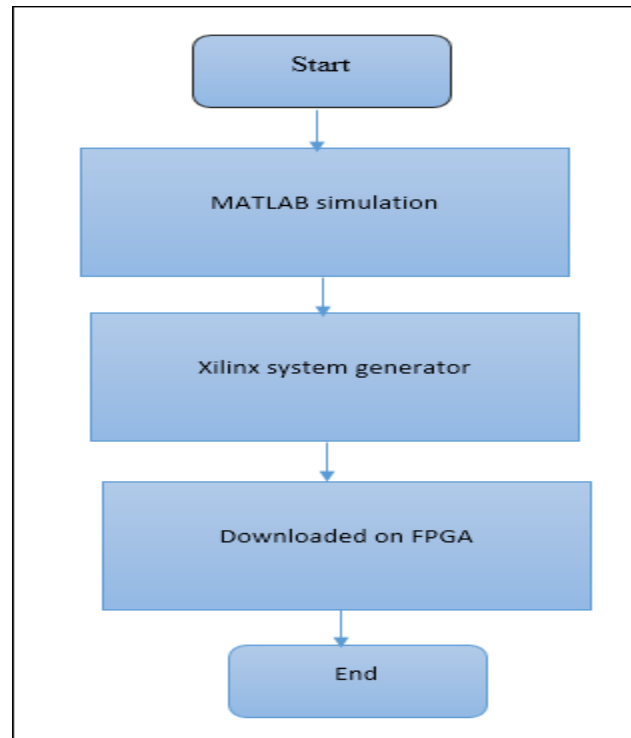 Start
MATLAB simulation
Xilinx system generator
Downloaded on FPGA
End